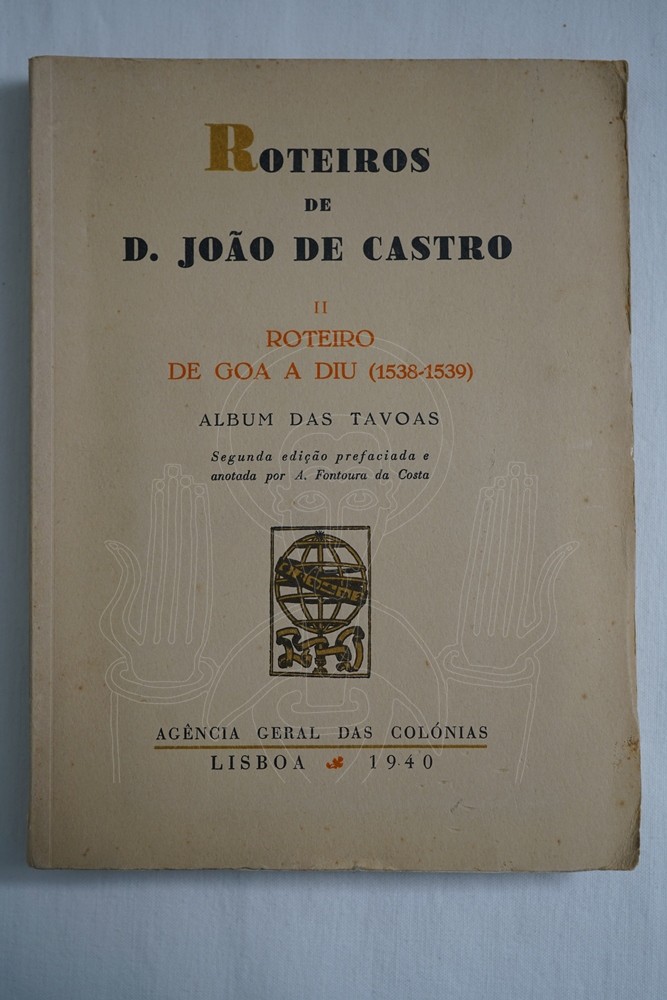 ROTEIROS
DE
D. JOÃO DE CASTRO
II
ROTEIRO
DE GOA A DIU (1538-1539)
ALBUM DAS TAVOAS
Segunda edição prefaciada e
anotada por A. Fontoura da Costa
AGÊNCIA GERAL DAS COLÓNIAS
LISBOA 1940